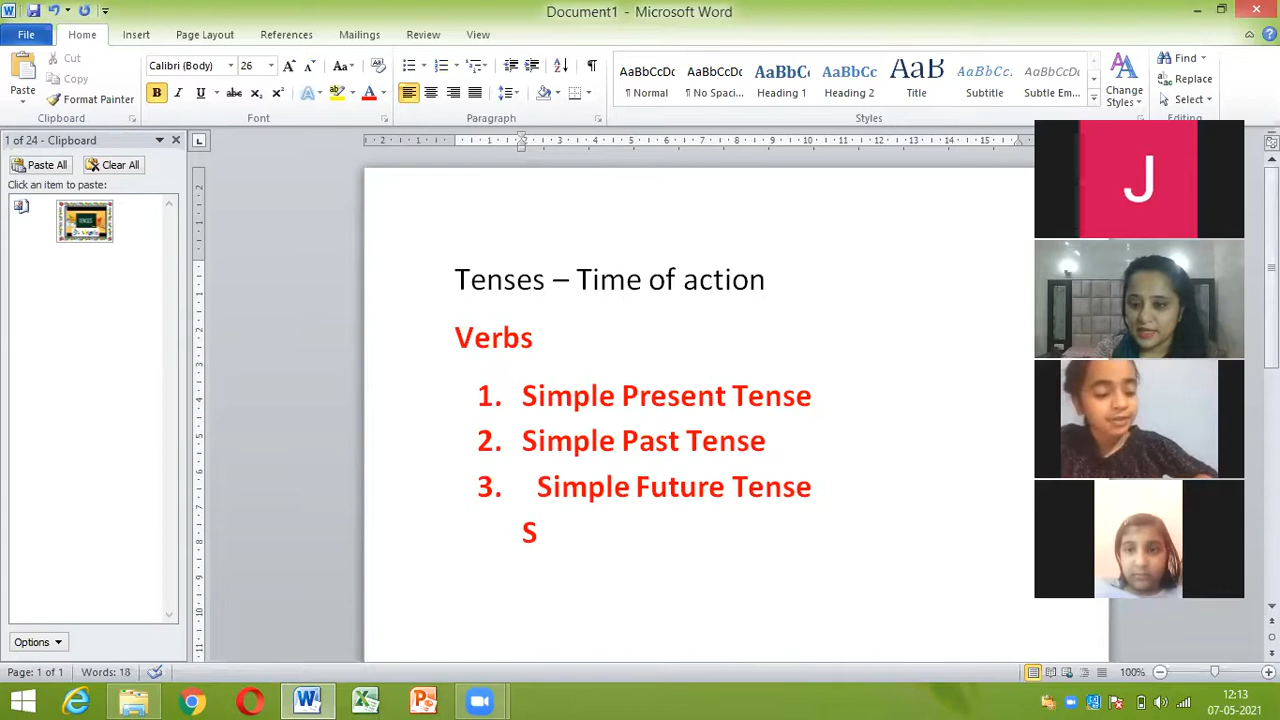 Document1 - Microsoft Word
File Home Insert Page Layout References Mailings Review View
Paste
Cut
Copy
Format Painter
Clipboard
Calibri (Body) 26
Font
Paragraph
AaBbCcDc AaBbCcDc AaBbC AaBbCc AaB AaBbCcL AaBbCcDc
¶ Normal ¶ No Spaci... Heading 1 Heading 2 Title Subtitle Subtle Em...
Change Styles
Styles
Find
Replace
Select
Editing
1 of 24 - Clipboard
Paste All Clear All
Click an item to paste:
TENSES
J
Tenses – Time of action
Verbs
1. Simple Present Tense
2. Simple Past Tense
3. Simple Future Tense
S
Options
Page: 1 of 1 Words: 18 100%
12:13
07-05-2021